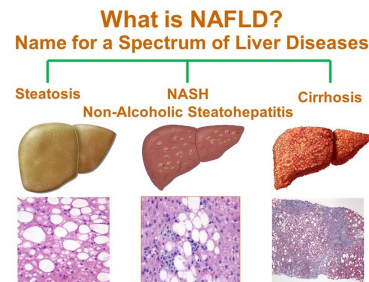 What is NAFLD?
Name for a Spectrum of Liver Diseases
Steatosis
NASH
Non-Alcoholic Steatohepatitis
Cirrhosis